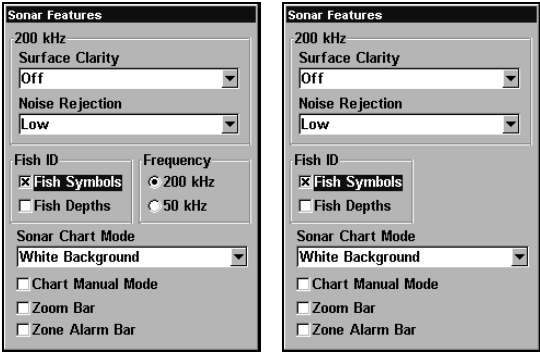 Sonar Features
200 kHz
Surface Clarity
Off
Noise Rejection
Low
Fish ID
Fish Symbols
Fish Depths
Frequency
200 kHz
50 kHz
Sonar Chart Mode
White Background
Chart Manual Mode
Zoom Bar
Zone Alarm Bar
Sonar Features
200 kHz
Surface Clarity
Off
Noise Rejection
Low
Fish ID
Fish Symbols
Fish Depths
Sonar Chart Mode
White Background
Chart Manual Mode
Zoom Bar
Zone Alarm Bar